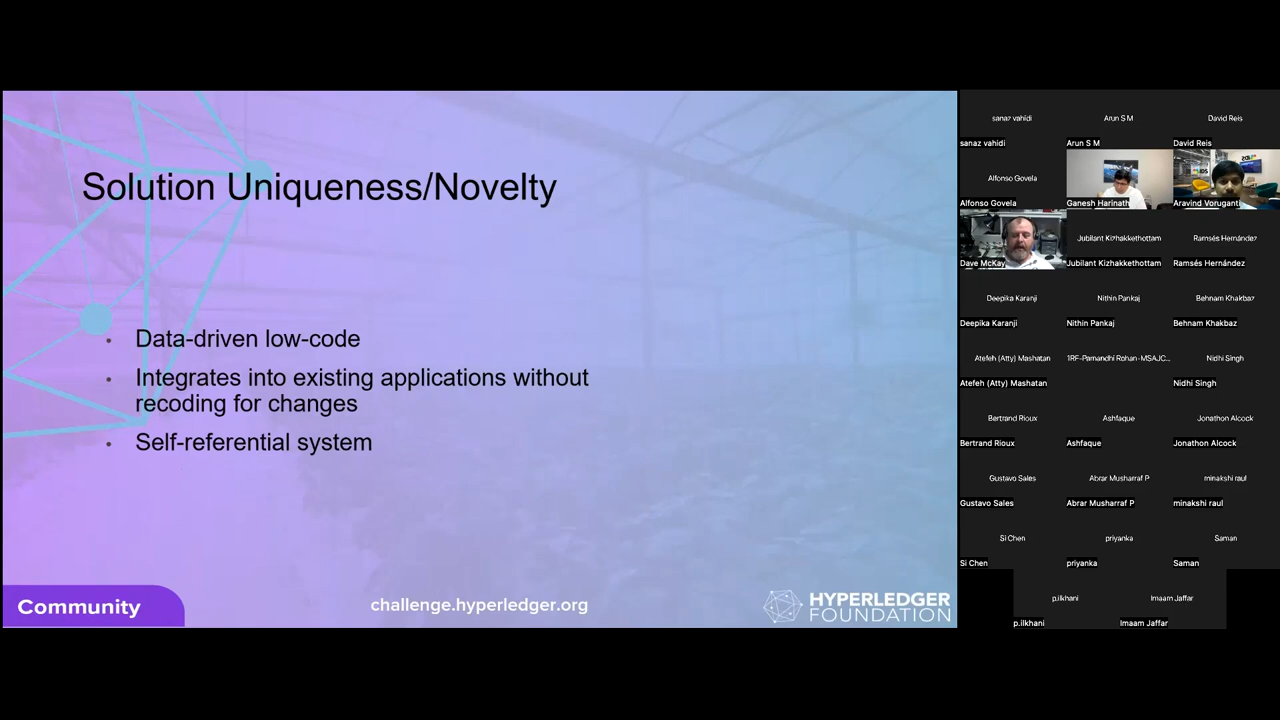 Solution Uniqueness/Novelty
• Data-driven low-code
• Integrates into existing applications without
recoding for changes
• Self-referential system
Community
challenge.hyperledger.org
HYPERLEDGER
FOUNDATION
sanaz vahidi
Arun S M
David Reis
sanaz vahidi
Arun S M
David Reis
Alfonso Govela
Alfonso Govela
Ganesh Harinath
Aravind Voruganti
Jubilant Kizhakkethottam
Ramsés Hernández
Dave McKay
Jubilant Kizhakkethottam
Ramsés Hernández
Deepika Karanji
Nithin Pankaj
Behnam Khakbaz
Deepika Karanji
Nithin Pankaj
Behnam Khakbaz
Atefeh (Atty) Mashatan
1RF-Parnandhi Rohan-MSAJC...
Nidhi Singh
Atefeh (Atty) Mashatan
Nidhi Singh
Bertrand Rioux
Ashfaque
Jonathon Alcock
Bertrand Rioux
Ashfaque
Jonathon Alcock
Gustavo Sales
Abrar Musharraf P
minakshi raul
Gustavo Sales
Abrar Musharraf P
minakshi raul
Si Chen
priyanka
Saman
Si Chen
priyanka
Saman
p.ilkhani
Imaam Jaffar
p.ilkhani
Imaam Jaffar